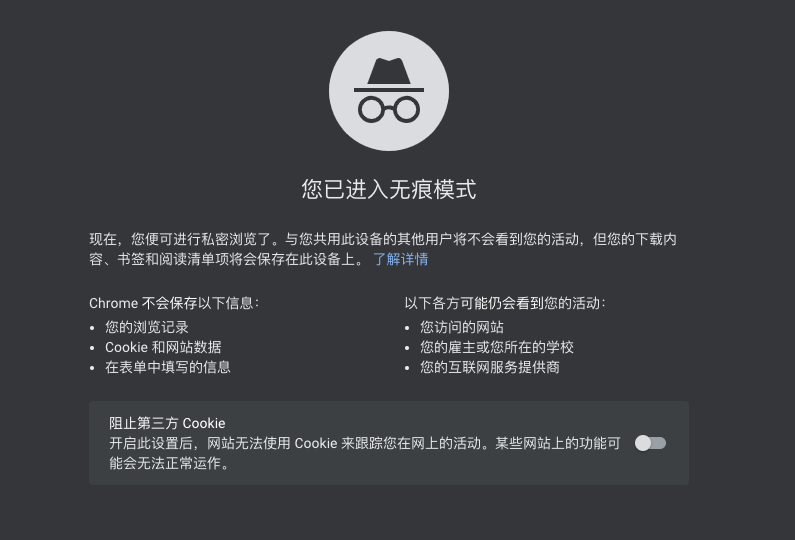 您已进入无痕模式
现在，您便可进行私密浏览了。与您共用此设备的其他用户将不会看到您的活动，但您的下载内
容、书签和阅读清单项将会保存在此设备上。 了解详情
Chrome 不会保存以下信息：
• 您的浏览记录
• Cookie 和网站数据
• 在表单中填写的信息
以下各方可能仍会看到您的活动：
• 您访问的网站
• 您的雇主或您所在的学校
• 您的互联网服务提供商
阻止第三方 Cookie
开启此设置后，网站无法使用 Cookie 来跟踪您在网上的活动。某些网站上的功能可
能会无法正常运作。